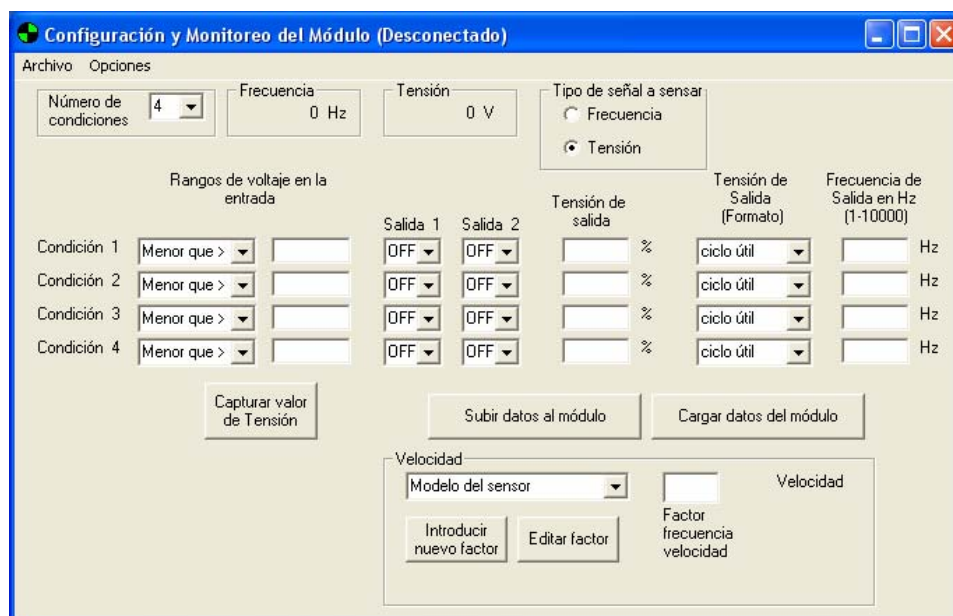 Configuración y Monitoreo del Módulo (Desconectado)
Archivo Opciones
Número de
condiciones
4
Frecuencia
0 Hz
Tensión
0 V
Tipo de señal a sensar
Frecuencia
Tensión
Rangos de voltaje en la
entrada
Salida 1
Salida 2
Tensión de
salida
Tensión de
Salida
(Formato)
Frecuencia de
Salida en Hz
(1-10000)
Condición 1 Menor que > OFF OFF % ciclo útil Hz
Condición 2 Menor que > OFF OFF % ciclo útil Hz
Condición 3 Menor que > OFF OFF % ciclo útil Hz
Condición 4 Menor que > OFF OFF % ciclo útil Hz
Capturar valor
de Tensión
Subir datos al módulo
Cargar datos del módulo
Velocidad
Modelo del sensor
Velocidad
Introducir
nuevo factor
Editar factor
Factor
frecuencia
velocidad